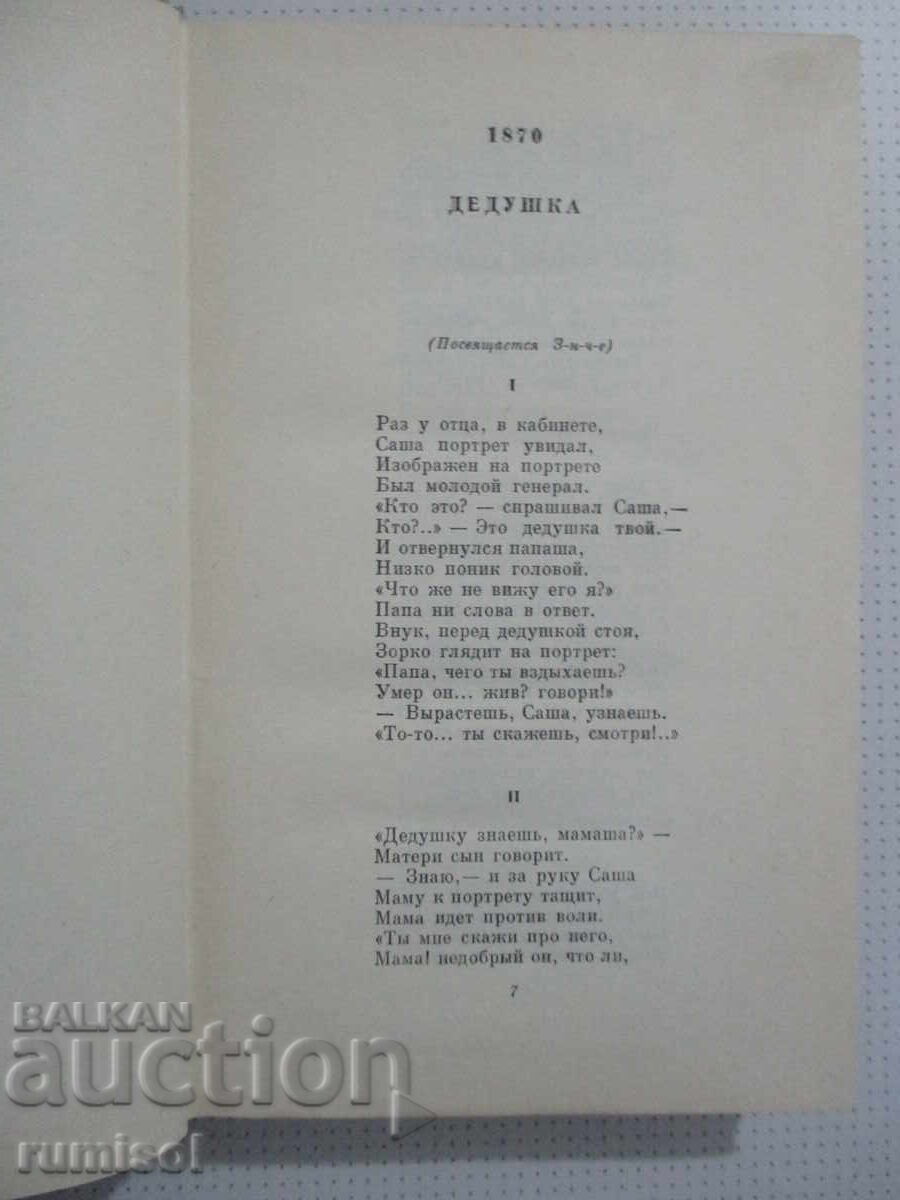 1870
ДЕДУШКА
(Посвящается З-н-ч-е)
I
Раз у отца, в кабинете,
Саша портрет увидал,
Изображен на портрете
Был молодой генерал.
«Кто это? — спрашивал Саша,—
Кто?..» — Это дедушка твой.—
И отвернулся папаша,
Низко поник головой.
«Что же не вижу его я?»
Папа ни слова в ответ.
Внук, перед дедушкой стоя,
Зорко глядит на портрет:
«Папа, чего ты вздыхаешь?
Умер он... жив? говори!»
— Вырастешь, Саша, узнаешь.
«То-то... ты скажешь, смотри!..»
II
«Дедушку знаешь, мамаша?» —
Матери сын говорит.
— Знаю,— и за руку Саша
Маму к портрету тащит,
Мама идет против воли.
«Ты мне скажи про него,
Мама! недобрый он, что ли,
7
BALKAN
auction
rumisol